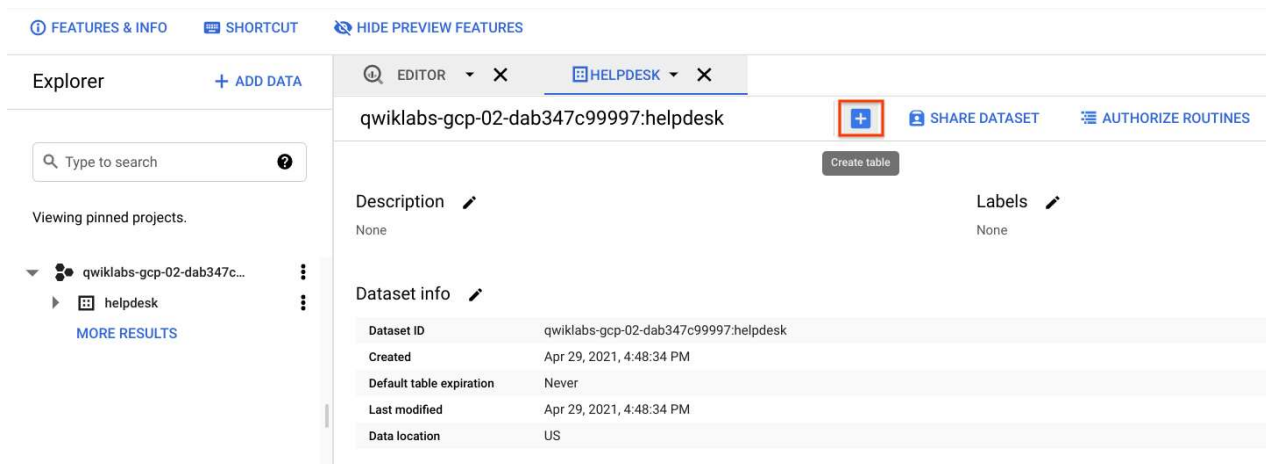 FEATURES & INFO SHORTCUT HIDE PREVIEW FEATURES
Explorer + ADD DATA
Type to search
Viewing pinned projects.
qwiklabs-gcp-02-dab347c...
helpdesk
MORE RESULTS
EDITOR HELPDESK
qwiklabs-gcp-02-dab347c99997:helpdesk
SHARE DATASET AUTHORIZE ROUTINES
Create table
Description
None
Labels
None
Dataset info
Dataset ID qwiklabs-gcp-02-dab347c99997:helpdesk
Created Apr 29, 2021, 4:48:34 PM
Default table expiration Never
Last modified Apr 29, 2021, 4:48:34 PM
Data location US